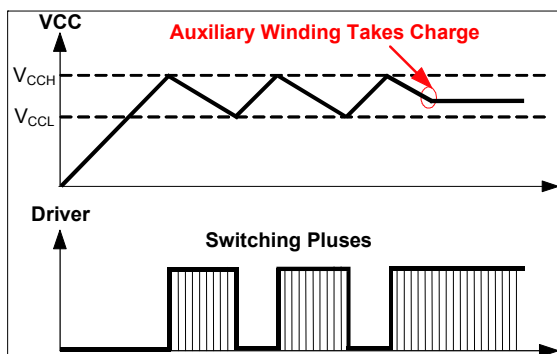 VCC
Auxiliary Winding Takes Charge
VCCH
VCCL
Driver
Switching Pluses